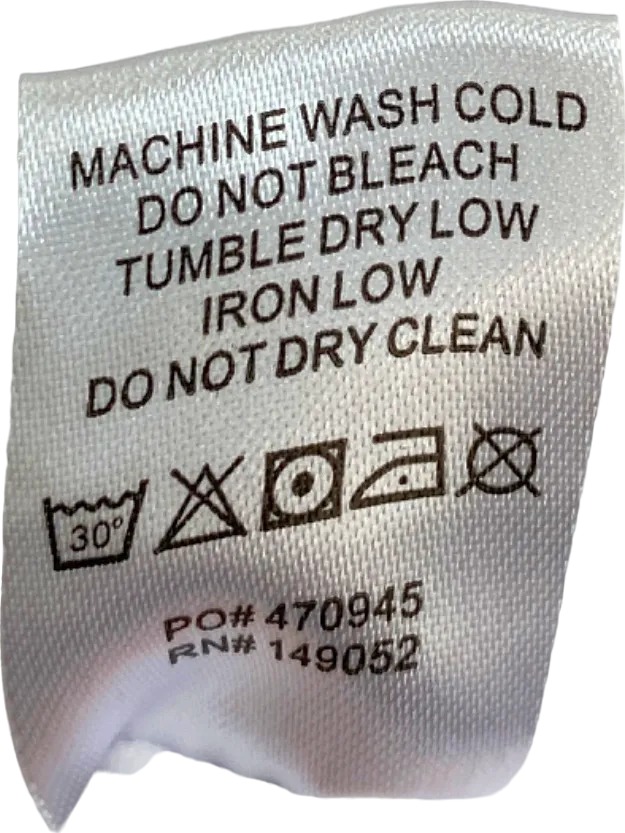 MACHINE WASH COLD
DO NOT BLEACH
TUMBLE DRY LOW
IRON LOW
DO NOT DRY CLEAN
30°
PO# 470945
RN# 149052